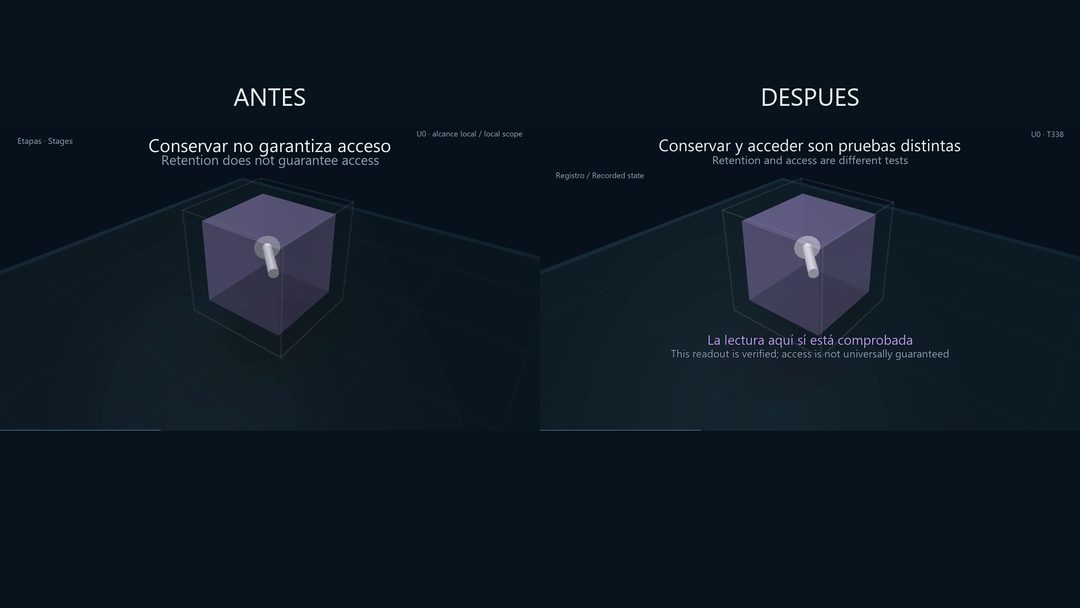 ANTES
Etapas · Stages
U0 · alcance local / local scope
Conservar no garantiza acceso
Retention does not guarantee access
DESPUES
U0 · T338
Conservar y acceder son pruebas distintas
Retention and access are different tests
Registro / Recorded state
La lectura aquí sí está comprobada
This readout is verified; access is not universally guaranteed